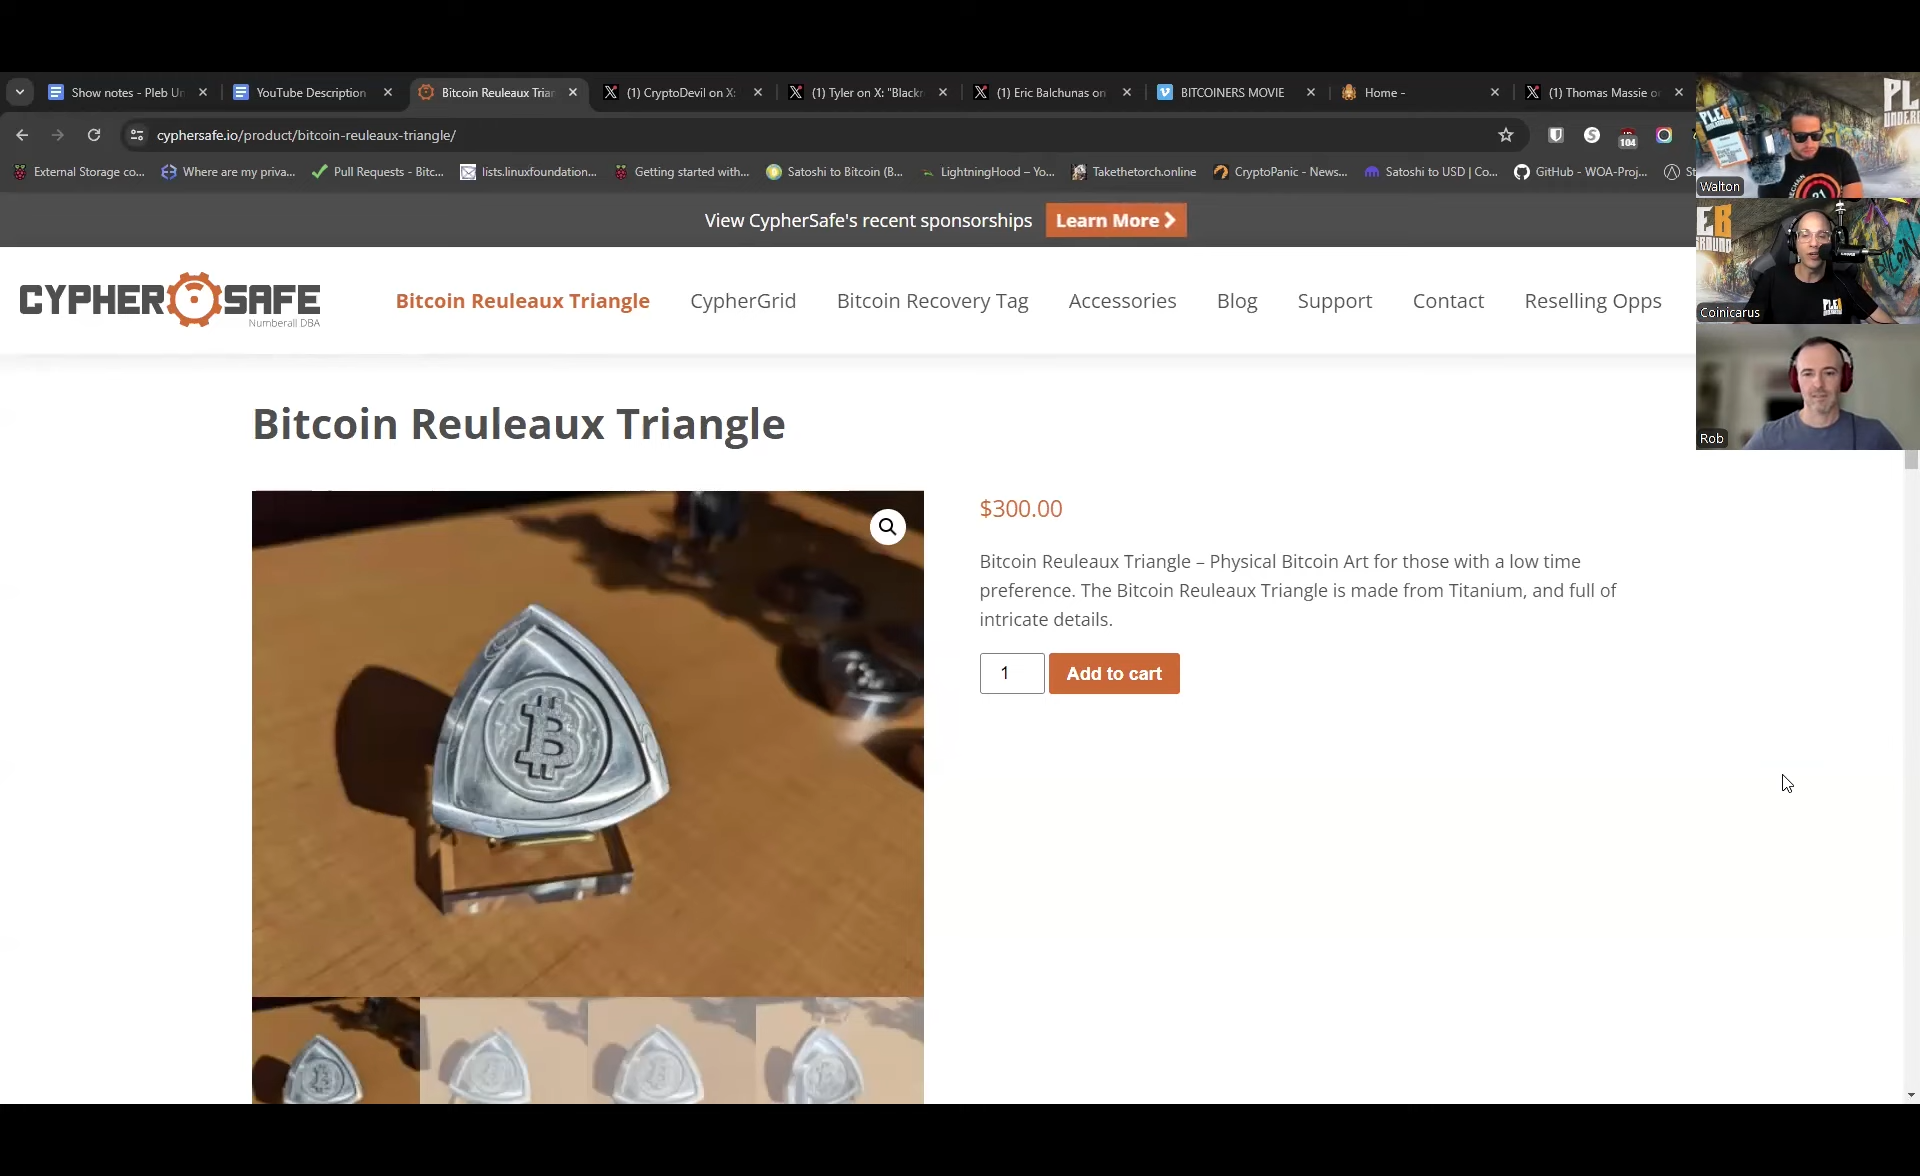 Show notes - Pleb Un
YouTube Description
Bitcoin Reuleaux Trian
(1) CryptoDevil on X:
(1) Tyler on X: "Blackr
(1) Eric Balchunas on
BITCOINERS MOVIE
Home -
(1) Thomas Massie o
cyphersafe.io/product/bitcoin-reuleaux-triangle/
104
External Storage co...
Where are my priva...
Pull Requests - Bitc...
lists.linuxfoundation...
Getting started with...
Satoshi to Bitcoin (B...
LightningHood – Yo...
Takethetorch.online
CryptoPanic - News...
Satoshi to USD | Co...
GitHub - WOA-Proj...
View CypherSafe's recent sponsorships
Learn More
CYPHER SAFE
Numberall DBA
Bitcoin Reuleaux Triangle
CypherGrid
Bitcoin Recovery Tag
Accessories
Blog
Support
Contact
Reselling Opps
Walton
Coinicarus
Rob
Bitcoin Reuleaux Triangle
$300.00
Bitcoin Reuleaux Triangle – Physical Bitcoin Art for those with a low time
preference. The Bitcoin Reuleaux Triangle is made from Titanium, and full of
intricate details.
1
Add to cart